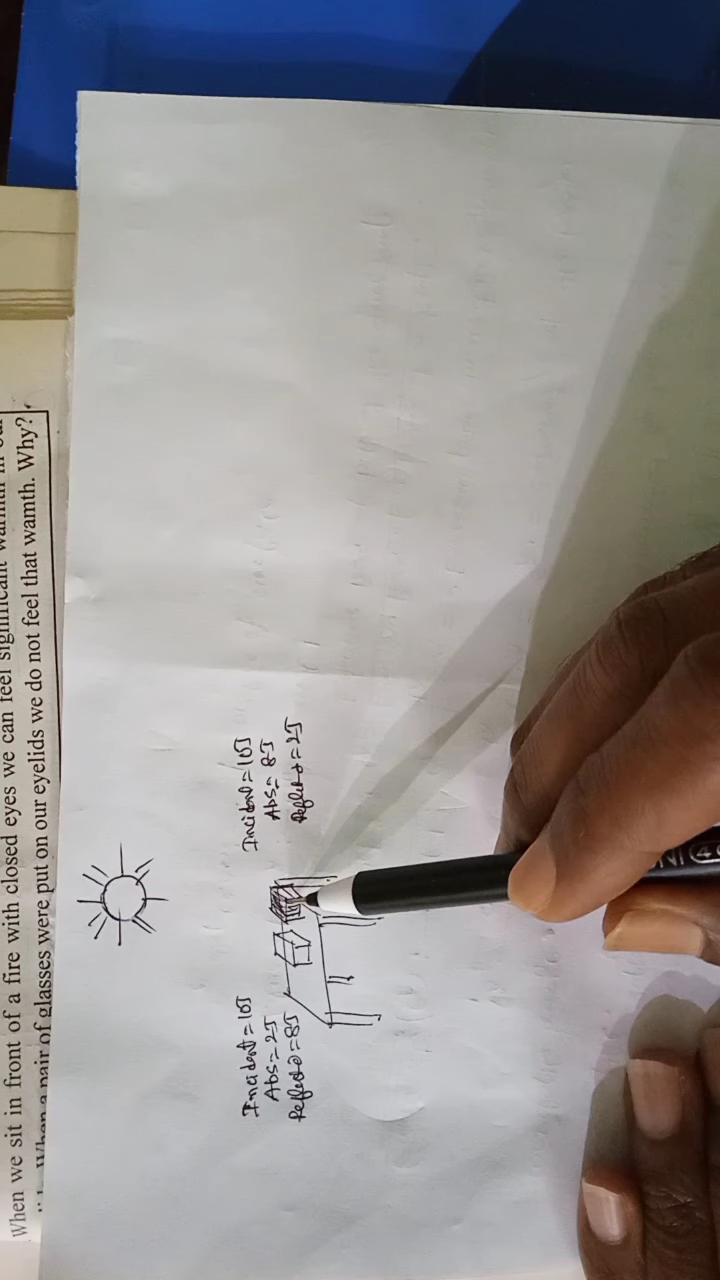 When we sit in front of a fire with closed eyes we can feel significant warmth in our
When a pair of glasses were put on our eyelids we do not feel that wamth. Why?
Incident = 10J
Abs = 2J
Reflected = 8J
Incident = 10J
Abs = 8J
Reflected = 2J